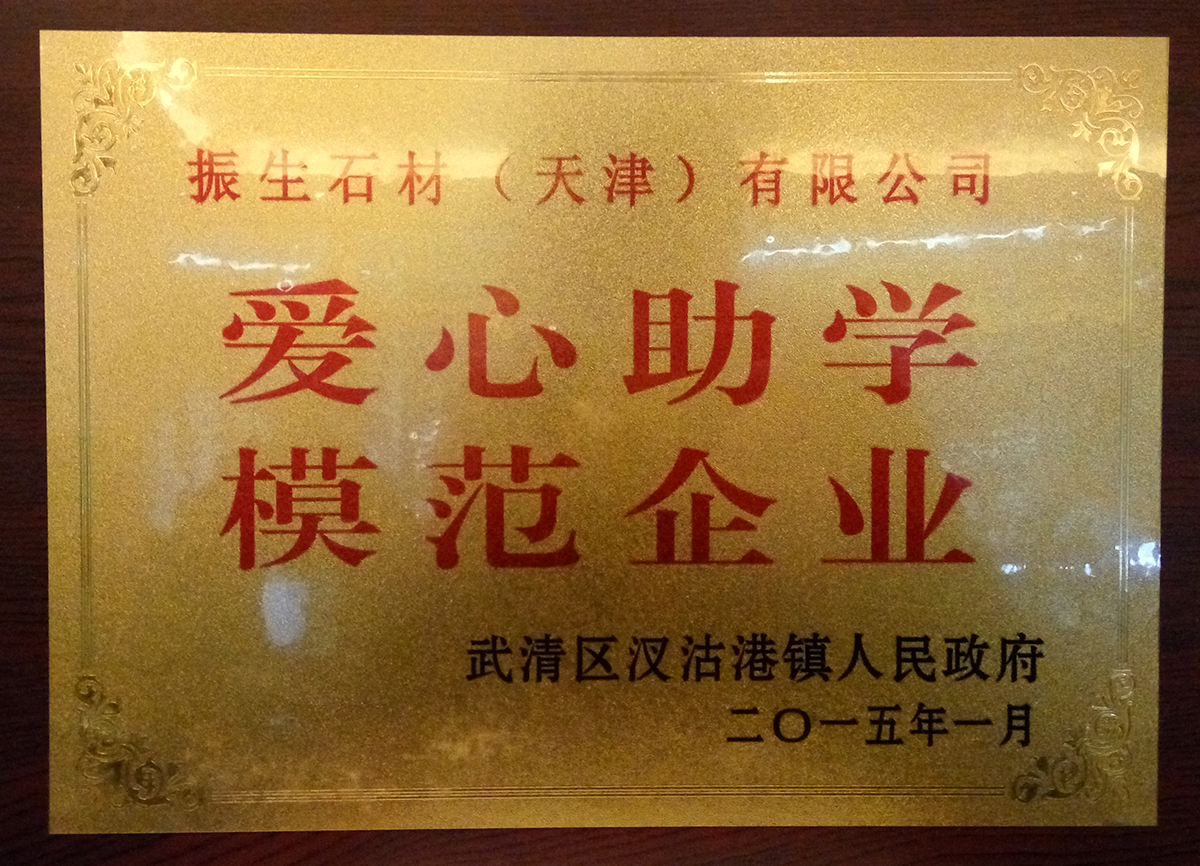 振生石材（天津）有限公司
爱心助学
模范企业
武清区汊沽港镇人民政府
二〇一五年一月